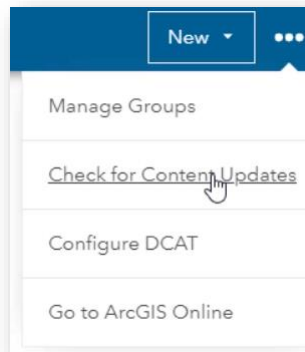 New
Manage Groups
Check for Content Updates
Configure DCAT
Go to ArcGIS Online